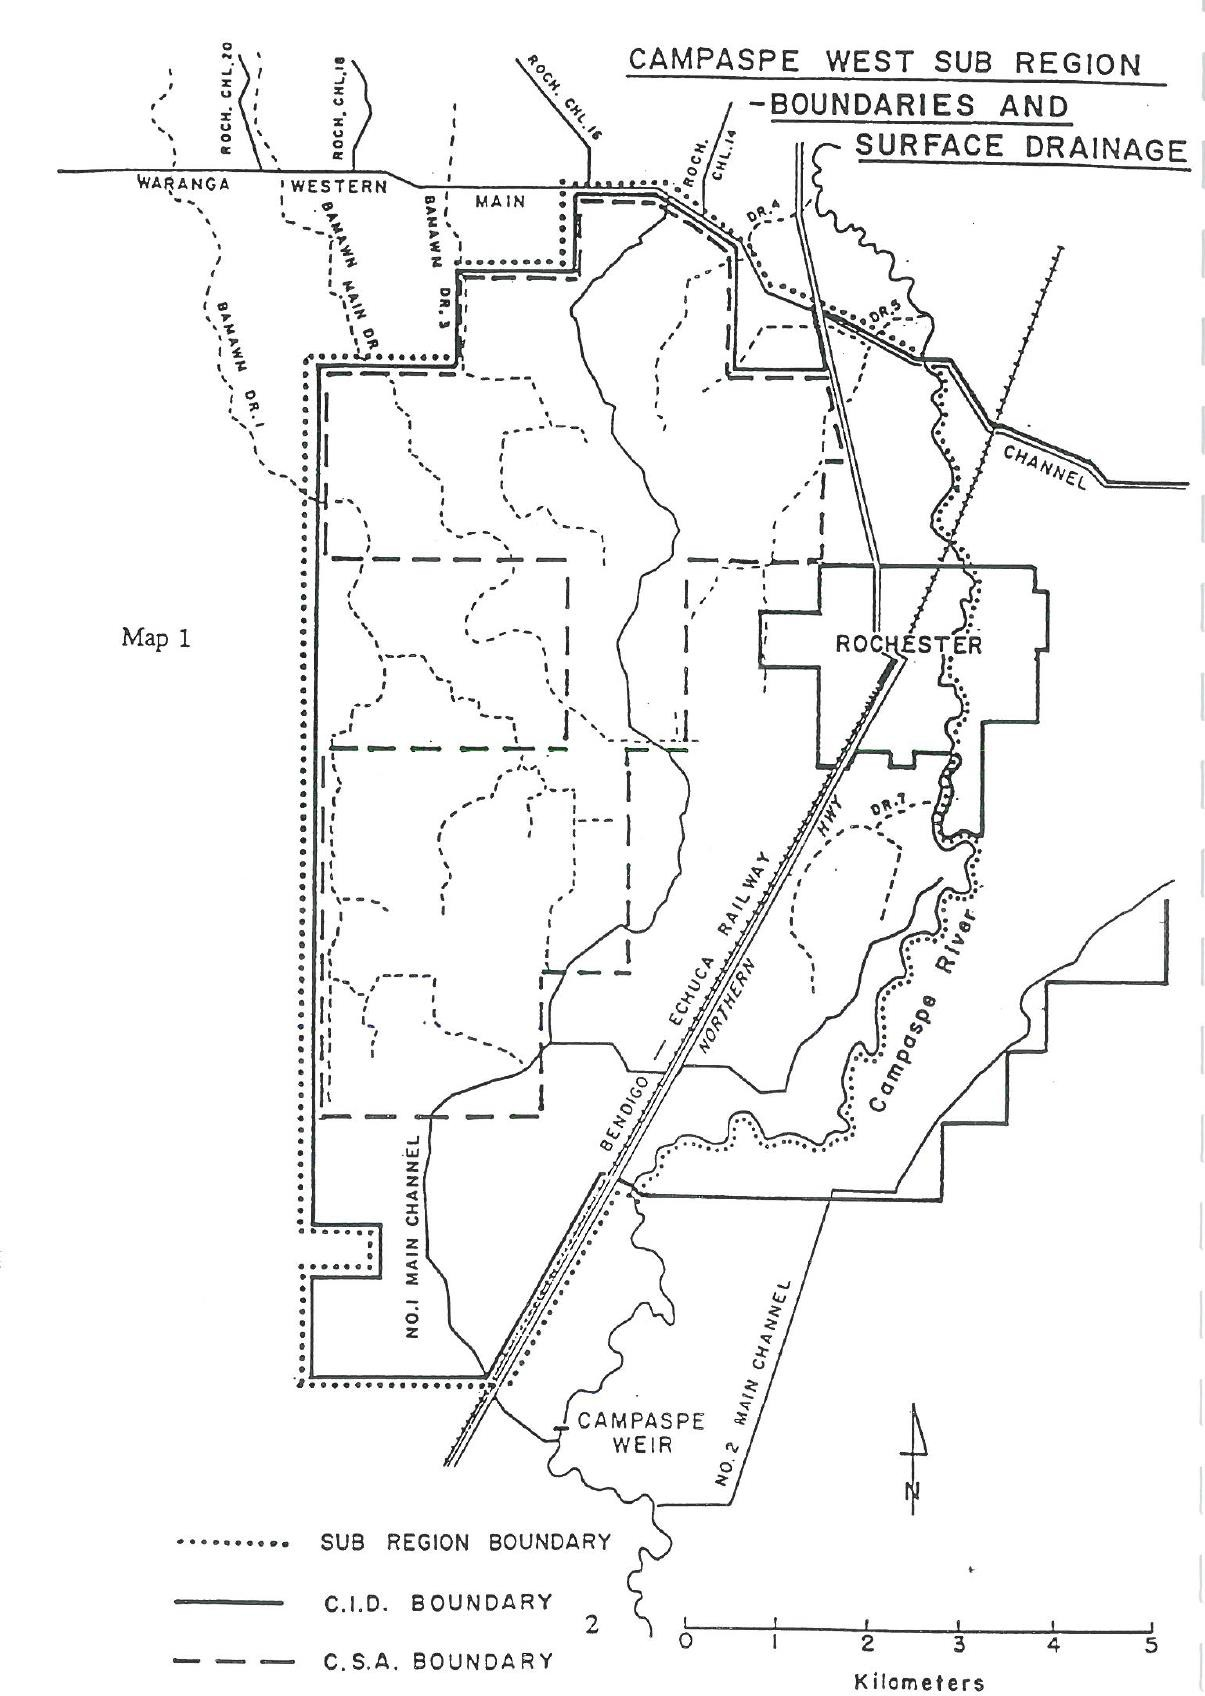 CAMPASPE WEST SUB REGION
-BOUNDARIES AND
SURFACE DRAINAGE
ROCH. CHL. 20
ROCH. CHL. 18
ROCH. CHL. 16
ROCH. CHL. 14
WARANGA WESTERN MAIN
CHANNEL
BAMAWN DR. 1
BAMAWN MAIN DR
BAMAWN DR. 3
DR. 4
DR. 5
Map 1
ROCHESTER
DR. 7
HWY
NORTHERN
BENDIGO — ECHUCA RAILWAY
Campaspe River
NO. 1 MAIN CHANNEL
NO. 2 MAIN CHANNEL
CAMPASPE
WEIR
N
SUB REGION BOUNDARY
C.I.D. BOUNDARY
C.S.A. BOUNDARY
2
0 1 2 3 4 5
Kilometers